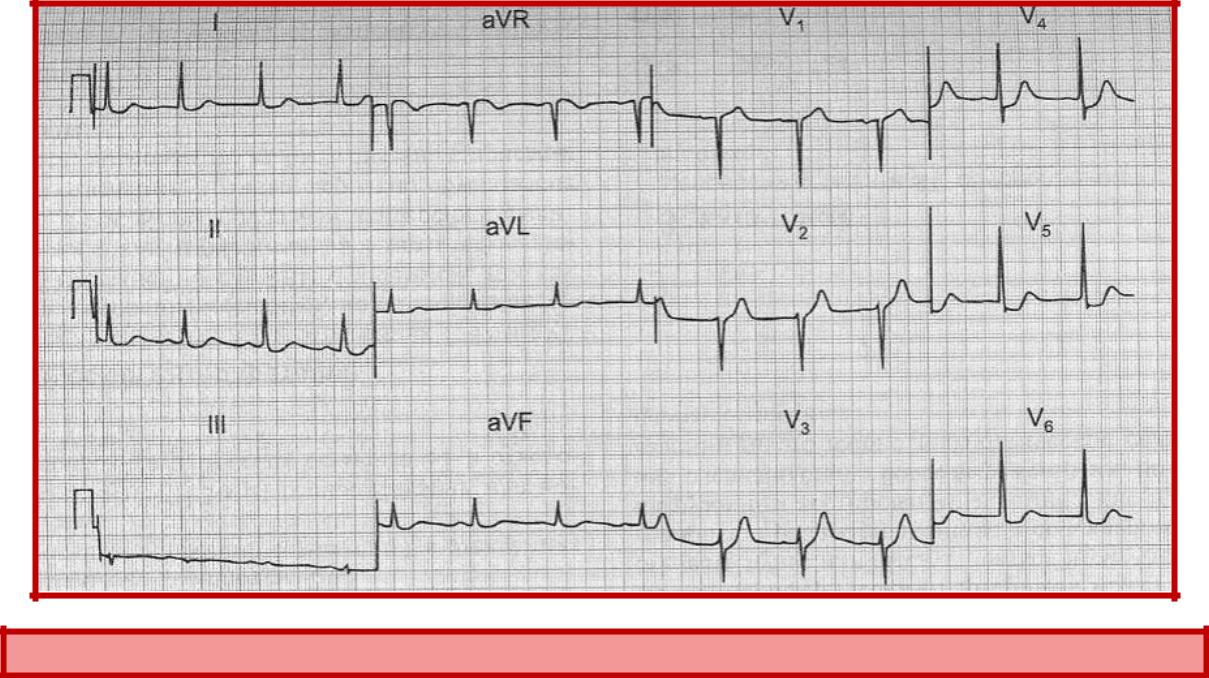 I aVR V₁ V₄
II aVL V₂ V₅
III aVF V₃ V₆